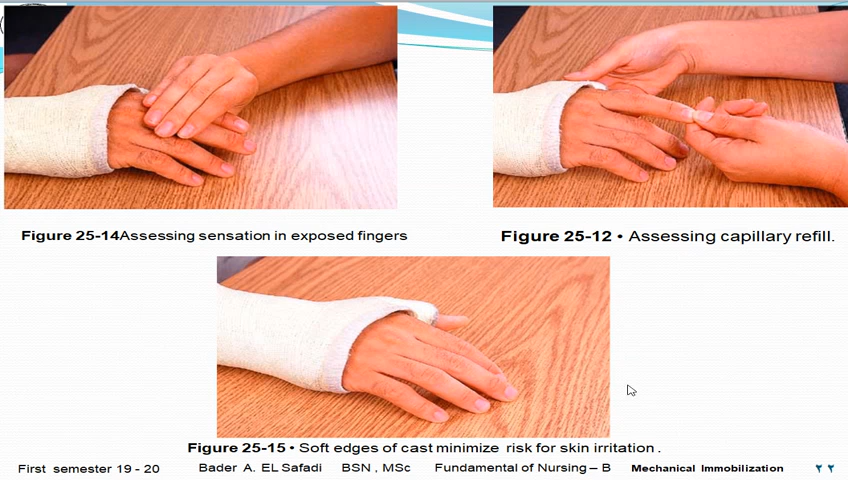 Figure 25-14Assessing sensation in exposed fingers
Figure 25-12 • Assessing capillary refill.
Figure 25-15 • Soft edges of cast minimize risk for skin irritation .
First semester 19 - 20 Bader A. EL Safadi BSN , MSc Fundamental of Nursing – B Mechanical Immobilization ٢٢